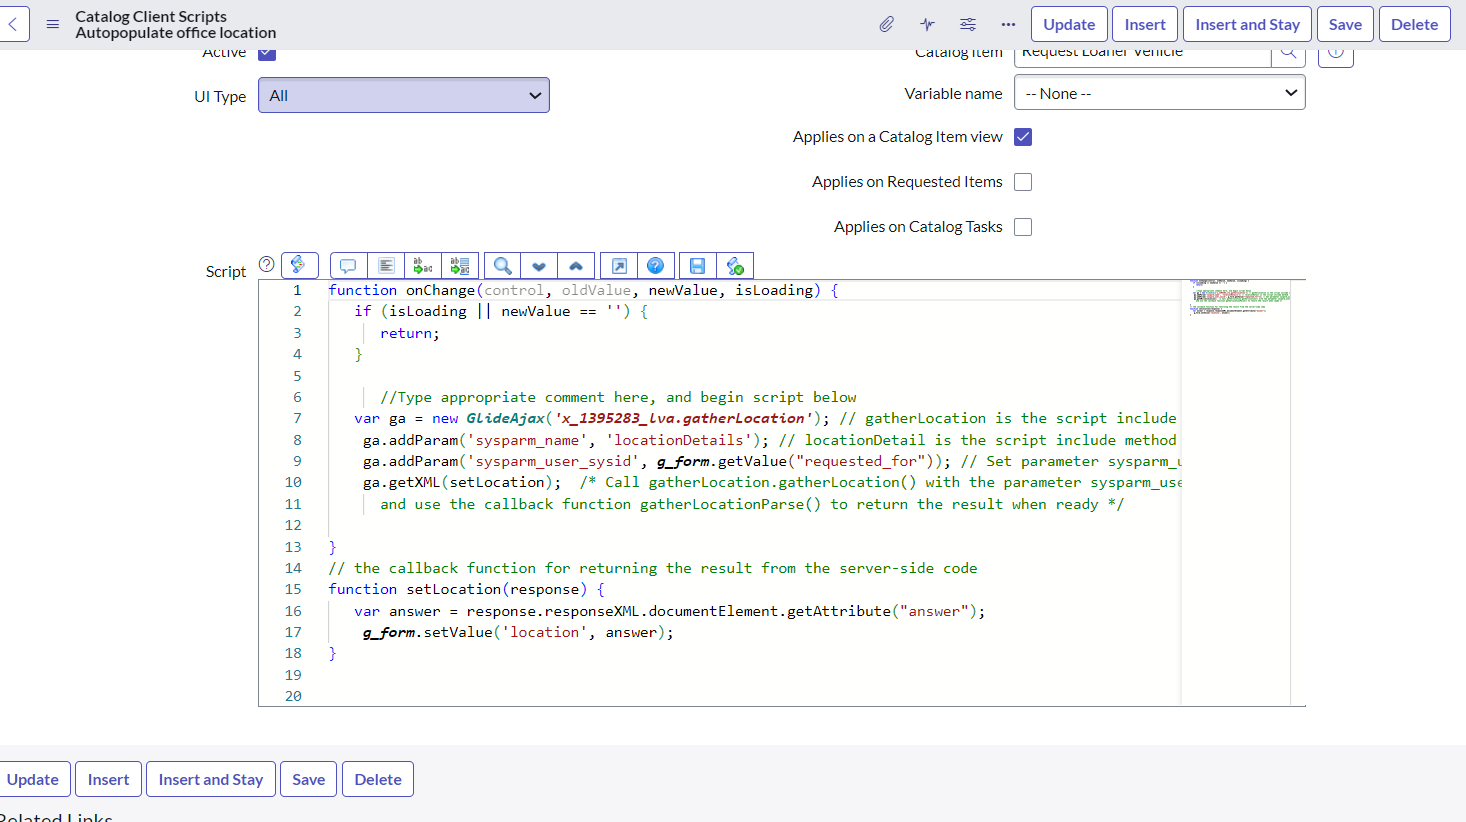 Catalog Client Scripts
Autopopulate office location
Update Insert Insert and Stay Save Delete
Active
Catalog Item Request Loaner Vehicle
UI Type All
Variable name -- None --
Applies on a Catalog Item view
Applies on Requested Items
Applies on Catalog Tasks
Script
1 function onChange(control, oldValue, newValue, isLoading) {
2 if (isLoading || newValue == '') {
3 return;
4 }
5
6 //Type appropriate comment here, and begin script below
7 var ga = new GlideAjax('x_1395283_lva.gatherLocation'); // gatherLocation is the script include
8 ga.addParam('sysparm_name', 'locationDetails'); // locationDetail is the script include method
9 ga.addParam('sysparm_user_sysid', g_form.getValue("requested_for")); // Set parameter sysparm_u
10 ga.getXML(setLocation); /* Call gatherLocation.gatherLocation() with the parameter sysparm_use
11 and use the callback function gatherLocationParse() to return the result when ready */
12
13 }
14 // the callback function for returning the result from the server-side code
15 function setLocation(response) {
16 var answer = response.responseXML.documentElement.getAttribute("answer");
17 g_form.setValue('location', answer);
18 }
19
20
Update Insert Insert and Stay Save Delete
Related Links